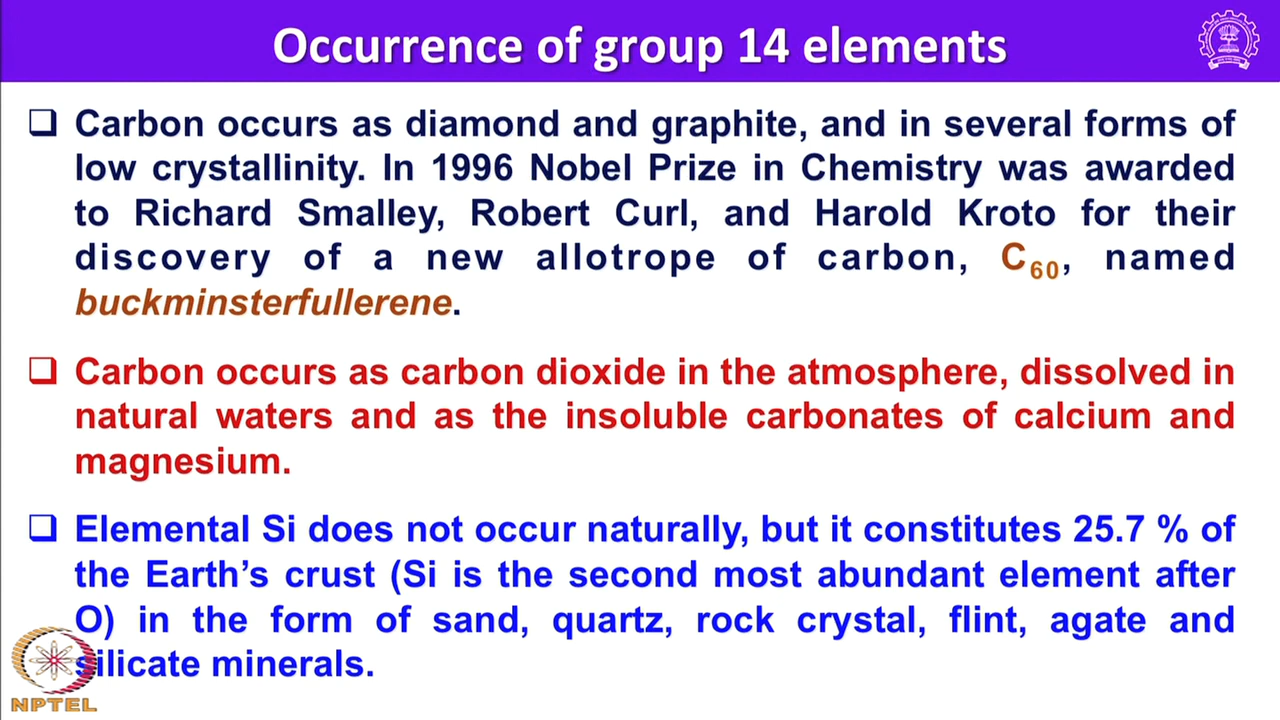 Occurrence of group 14 elements
❑ Carbon occurs as diamond and graphite, and in several forms of
low crystallinity. In 1996 Nobel Prize in Chemistry was awarded
to Richard Smalley, Robert Curl, and Harold Kroto for their
discovery of a new allotrope of carbon, C₆₀, named
buckminsterfullerene.
❑ Carbon occurs as carbon dioxide in the atmosphere, dissolved in
natural waters and as the insoluble carbonates of calcium and
magnesium.
❑ Elemental Si does not occur naturally, but it constitutes 25.7 % of
the Earth’s crust (Si is the second most abundant element after
O) in the form of sand, quartz, rock crystal, flint, agate and
silicate minerals.
NPTEL